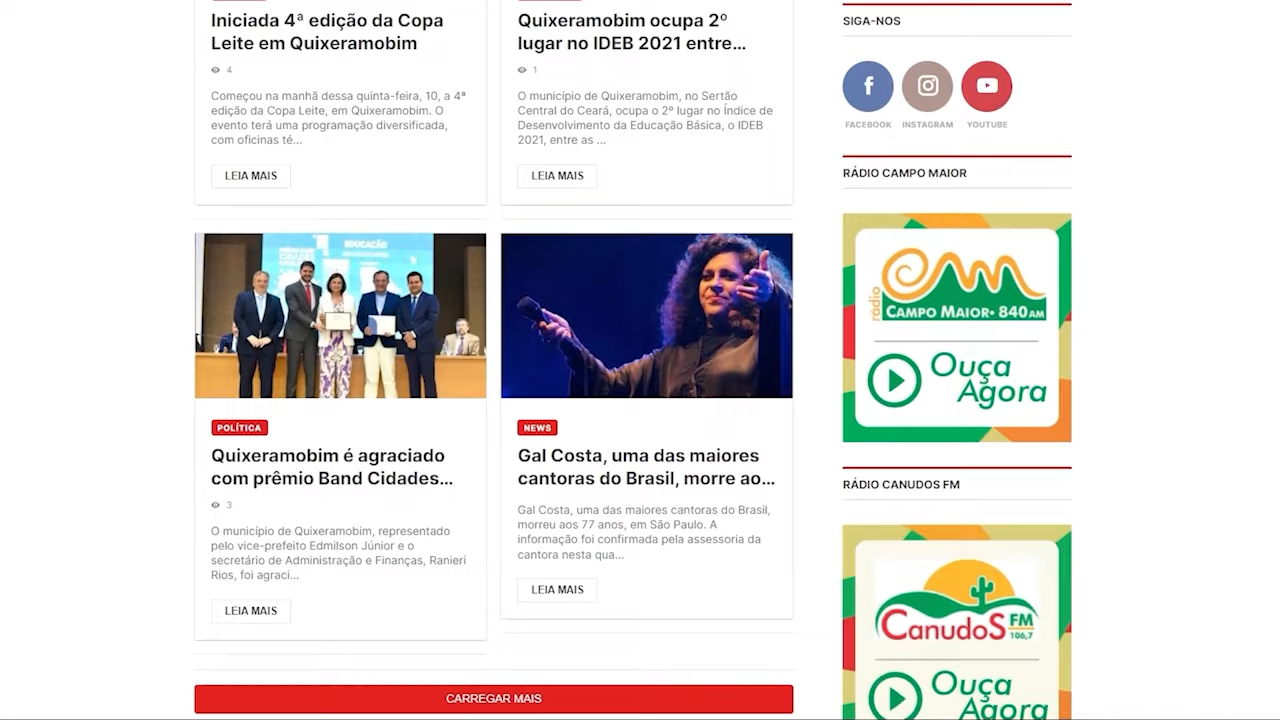 Iniciada 4ª edição da Copa
Leite em Quixeramobim
4
Começou na manhã dessa quinta-feira, 10, a 4ª
edição da Copa Leite, em Quixeramobim. O
evento terá uma programação diversificada,
com oficinas té...
LEIA MAIS
Quixeramobim ocupa 2º
lugar no IDEB 2021 entre...
1
O município de Quixeramobim, no Sertão
Central do Ceará, ocupa o 2º lugar no Índice de
Desenvolvimento da Educação Básica, o IDEB
2021, entre as ...
LEIA MAIS
EDUCAÇÃO
POLÍTICA
Quixeramobim é agraciado
com prêmio Band Cidades...
3
O município de Quixeramobim, representado
pelo vice-prefeito Edmilson Júnior e o
secretário de Administração e Finanças, Ranieri
Rios, foi agraci...
LEIA MAIS
NEWS
Gal Costa, uma das maiores
cantoras do Brasil, morre ao...
Gal Costa, uma das maiores cantoras do Brasil,
morreu aos 77 anos, em São Paulo. A
informação foi confirmada pela assessoria da
cantora nesta qua...
LEIA MAIS
CARREGAR MAIS
SIGA-NOS
FACEBOOK INSTAGRAM YOUTUBE
RÁDIO CAMPO MAIOR
rádio
CAMPO MAIOR• 840 AM
Ouça
Agora
RÁDIO CANUDOS FM
CanudoS FM
106,7
Ouça
Agora